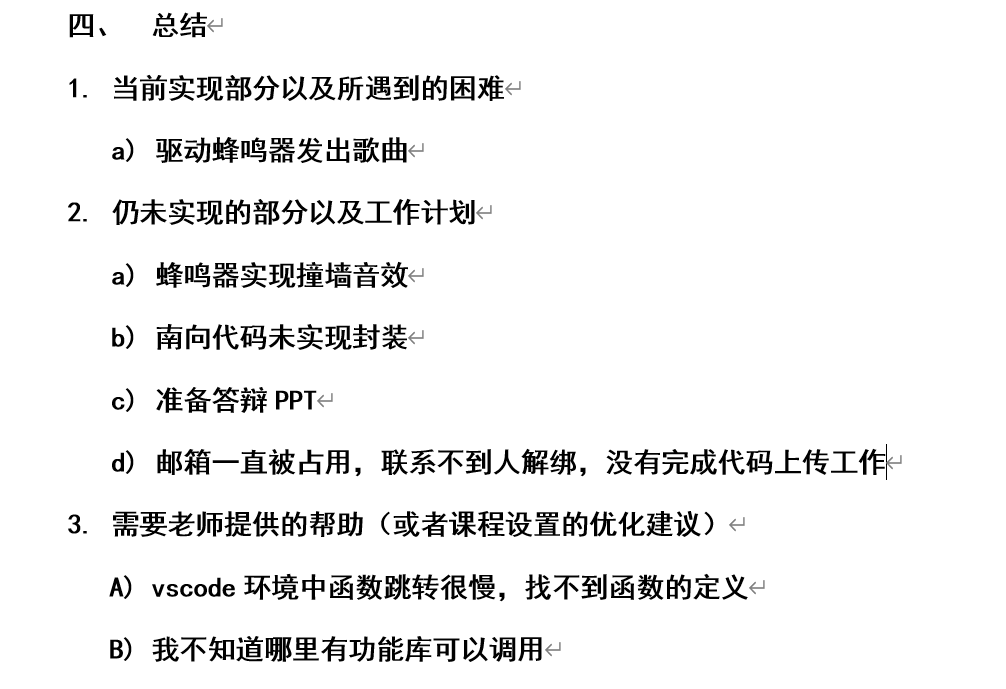 四、 总结
1. 当前实现部分以及所遇到的困难
a) 驱动蜂鸣器发出歌曲
2. 仍未实现的部分以及工作计划
a) 蜂鸣器实现撞墙音效
b) 南向代码未实现封装
c) 准备答辩 PPT
d) 邮箱一直被占用，联系不到人解绑，没有完成代码上传工作
3. 需要老师提供的帮助（或者课程设置的优化建议）
A) vscode 环境中函数跳转很慢，找不到函数的定义
B) 我不知道哪里有功能库可以调用